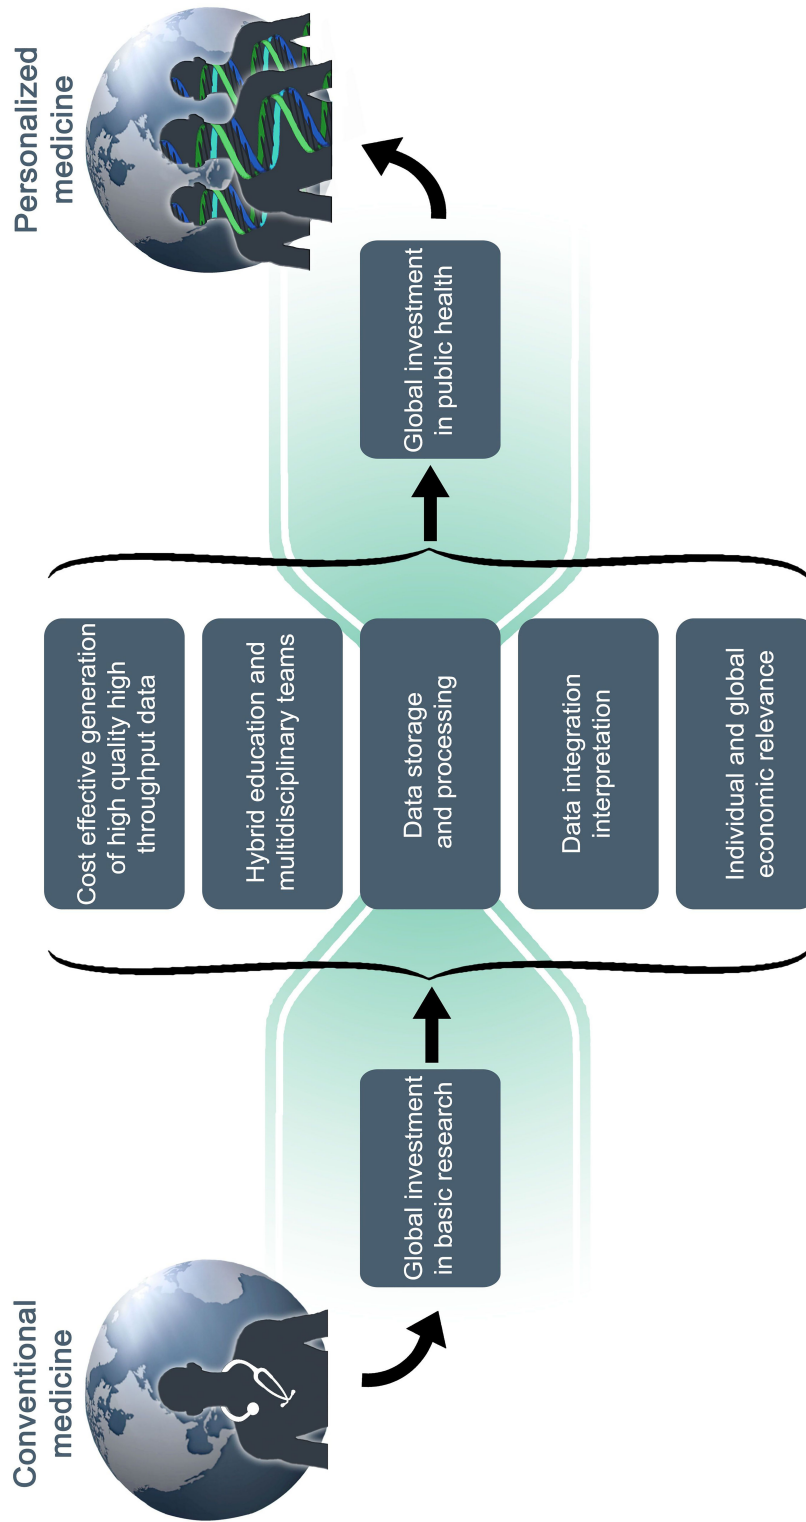 Conventional
medicine
Personalized
medicine
Global investment
in basic research
Cost effective generation
of high quality high
throughput data
Hybrid education and
multidisciplinary teams
Data storage
and processing
Data integration
interpretation
Individual and global
economic relevance
Global investment
in public health